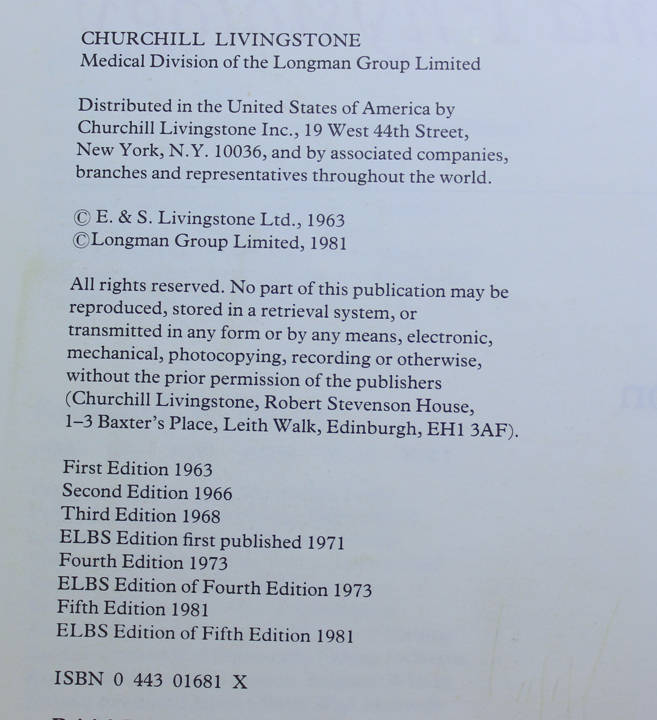 CHURCHILL LIVINGSTONE
Medical Division of the Longman Group Limited
Distributed in the United States of America by
Churchill Livingstone Inc., 19 West 44th Street,
New York, N.Y. 10036, and by associated companies,
branches and representatives throughout the world.
© E. & S. Livingstone Ltd., 1963
©Longman Group Limited, 1981
All rights reserved. No part of this publication may be
reproduced, stored in a retrieval system, or
transmitted in any form or by any means, electronic,
mechanical, photocopying, recording or otherwise,
without the prior permission of the publishers
(Churchill Livingstone, Robert Stevenson House,
1–3 Baxter's Place, Leith Walk, Edinburgh, EH1 3AF).
First Edition 1963
Second Edition 1966
Third Edition 1968
ELBS Edition first published 1971
Fourth Edition 1973
ELBS Edition of Fourth Edition 1973
Fifth Edition 1981
ELBS Edition of Fifth Edition 1981
ISBN 0 443 01681 X